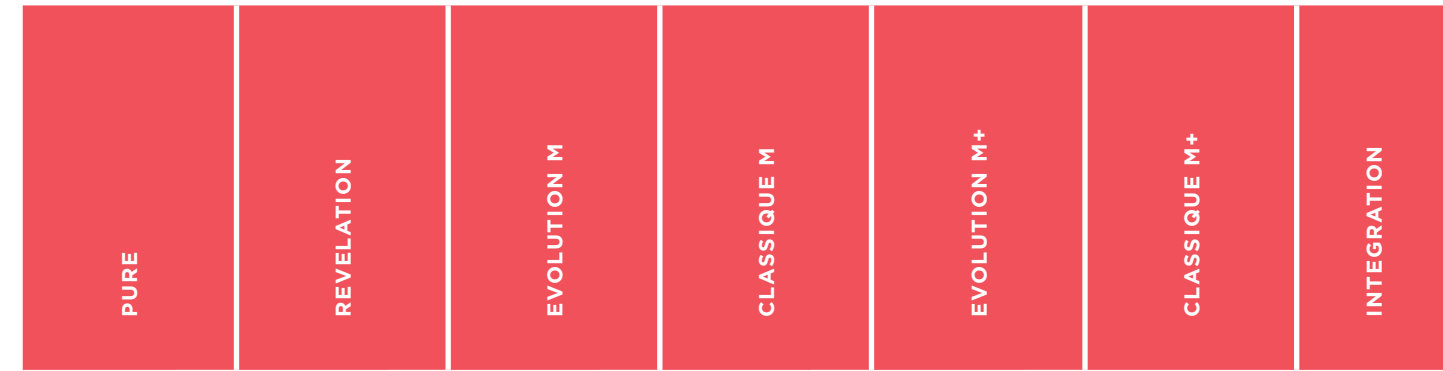 PURE
REVELATION
EVOLUTION M
CLASSIQUE M
EVOLUTION M+
CLASSIQUE M+
INTEGRATION